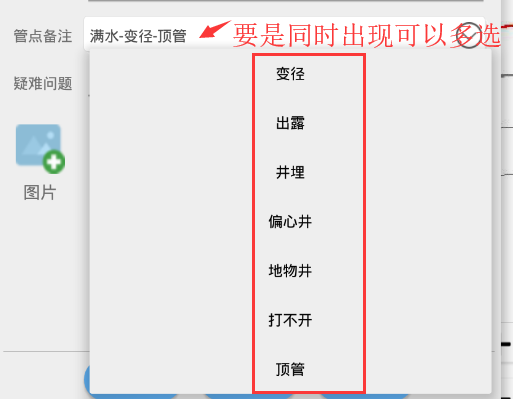 管点备注 满水-变径-顶管 要是同时出现可以多选
疑难问题
变径
出露
井埋
偏心井
地物井
打不开
顶管
图片